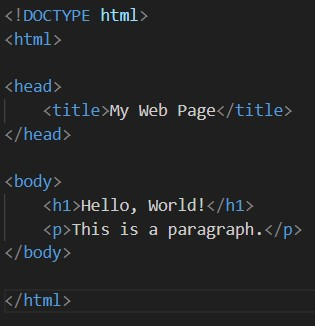 <!DOCTYPE html>
<html>
<head>
<title>My Web Page</title>
</head>
<body>
<h1>Hello, World!</h1>
<p>This is a paragraph.</p>
</body>
</html>